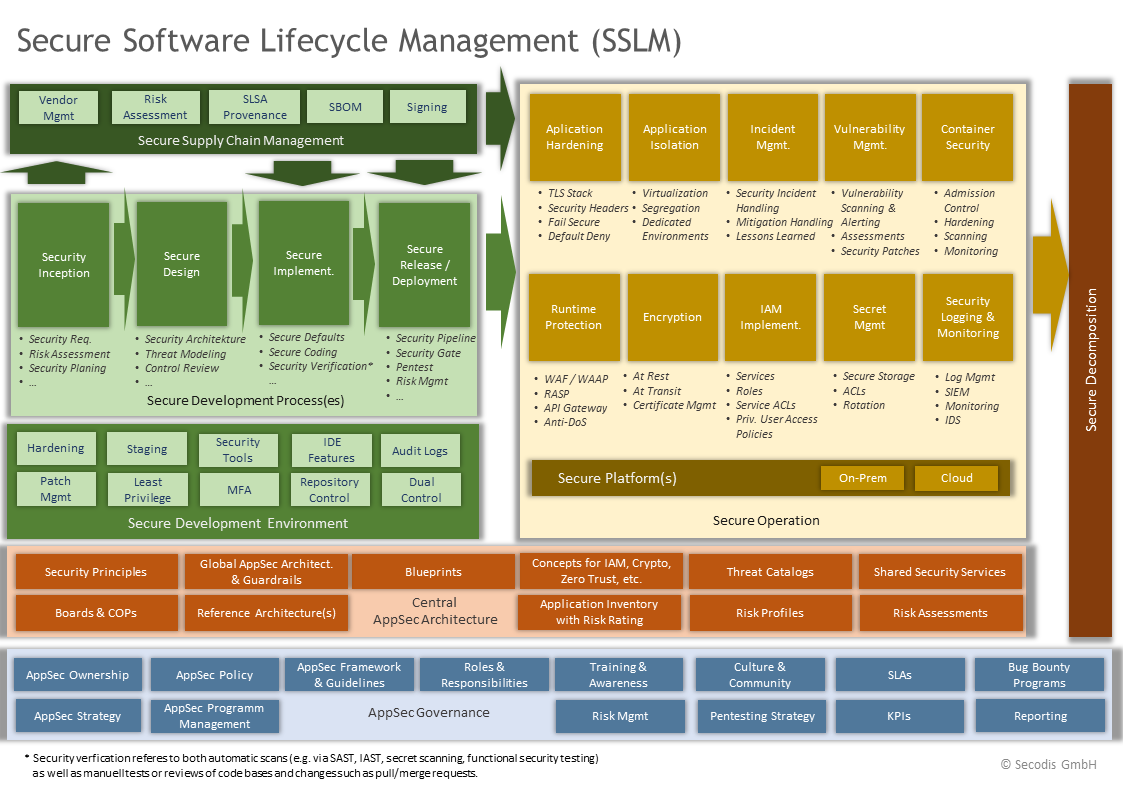 Secure Software Lifecycle Management (SSLM)
Vendor
Mgmt
Risk
Assessment
SLSA
Provenance
SBOM
Signing
Secure Supply Chain Management
Security
Inception
Secure
Design
Secure
Implement.
Secure
Release /
Deployment
• Security Req.
• Risk Assessment
• Security Planing
• ...
• Security Architekture
• Threat Modeling
• Control Review
• ...
• Secure Defaults
• Secure Coding
• Security Verification*
...
• Security Pipeline
• Security Gate
• Pentest
• Risk Mgmt
• ...
Secure Development Process(es)
Hardening
Staging
Security
Tools
IDE
Features
Audit Logs
Patch
Mgmt
Least
Privilege
MFA
Repository
Control
Dual
Control
Secure Development Environment
Aplication
Hardening
Application
Isolation
Incident
Mgmt.
Vulnerability
Mgmt.
Container
Security
• TLS Stack
• Security Headers
• Fail Secure
• Default Deny
• Virtualization
• Segregation
• Dedicated
Environments
• Security Incident
Handling
• Mitigation Handling
• Lessons Learned
• Vulnerability
Scanning &
• Alerting
• Assessments
• Security Patches
• Admission
Control
• Hardening
• Scanning
• Monitoring
Runtime
Protection
Encryption
IAM
Implement.
Secret
Mgmt
Security
Logging &
Monitoring
• WAF / WAAP
• RASP
• API Gateway
• Anti-DoS
• At Rest
• At Transit
• Certificate Mgmt
• Services
• Roles
• Service ACLs
• Priv. User Access
Policies
• Secure Storage
• ACLs
• Rotation
• Log Mgmt
• SIEM
• Monitoring
• IDS
Secure Platform(s)
On-Prem
Cloud
Secure Operation
Secure Decomposition
Security Principles
Global AppSec Architect.
& Guardrails
Blueprints
Concepts for IAM, Crypto,
Zero Trust, etc.
Threat Catalogs
Shared Security Services
Boards & COPs
Reference Architecture(s)
Central
AppSec Architecture
Application Inventory
with Risk Rating
Risk Profiles
Risk Assessments
AppSec Ownership
AppSec Policy
AppSec Framework
& Guidelines
Roles &
Responsibilities
Training &
Awareness
Culture &
Community
SLAs
Bug Bounty
Programs
AppSec Strategy
AppSec Programm
Management
AppSec Governance
Risk Mgmt
Pentesting Strategy
KPIs
Reporting
* Security verfication referes to both automatic scans (e.g. via SAST, IAST, secret scanning, functional security testing)
as well as manuell tests or reviews of code bases and changes such as pull/merge requests.
© Secodis GmbH